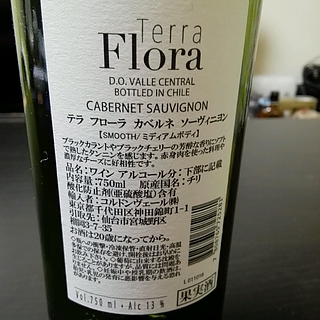 Terra
Flora
D.O. VALLE CENTRAL
BOTTLED IN CHILE
CABERNET SAUVIGNON
テラ フローラ カベルネ ソーヴィニヨン
【SMOOTH/ミディアムボディ】
ブラックカラントやブラックチェリーの芳醇な香りにソフト
で熟したタンニンを感じます。赤身肉を使った料理や
濃厚なチーズに好相性です。
品名:ワイン アルコール分:下部に記載
内容量:750ml 原産国名:チリ
酸化防止剤(亜硫酸塩)含有
輸入者:コルドンヴェール㈱
東京都千代田区神田錦町1-1
引取先:仙台市宮城野区
扇町3-7-35
お酒は20歳になってから。
Vol.750 ml • Alc 13 %
果実酒
L 011016